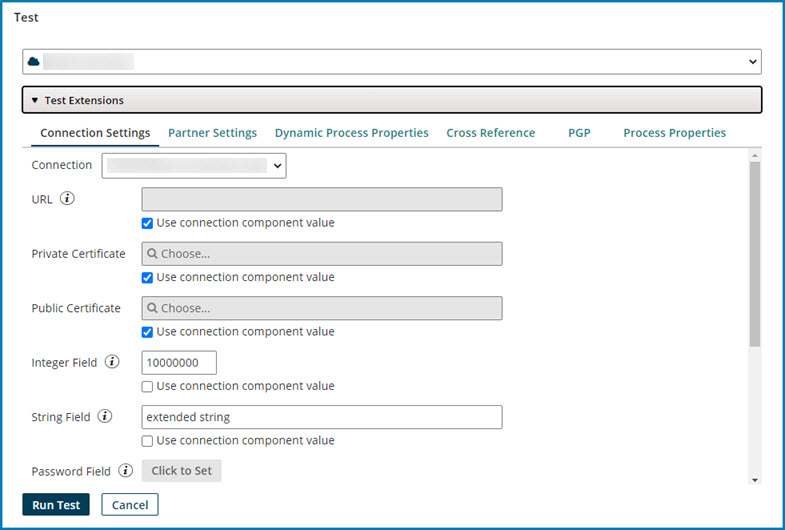 Test
Test Extensions
Connection Settings Partner Settings Dynamic Process Properties Cross Reference PGP Process Properties
Connection
URL
Use connection component value
Private Certificate Choose...
Use connection component value
Public Certificate Choose...
Use connection component value
Integer Field 10000000
Use connection component value
String Field extended string
Use connection component value
Password Field Click to Set
Run Test Cancel